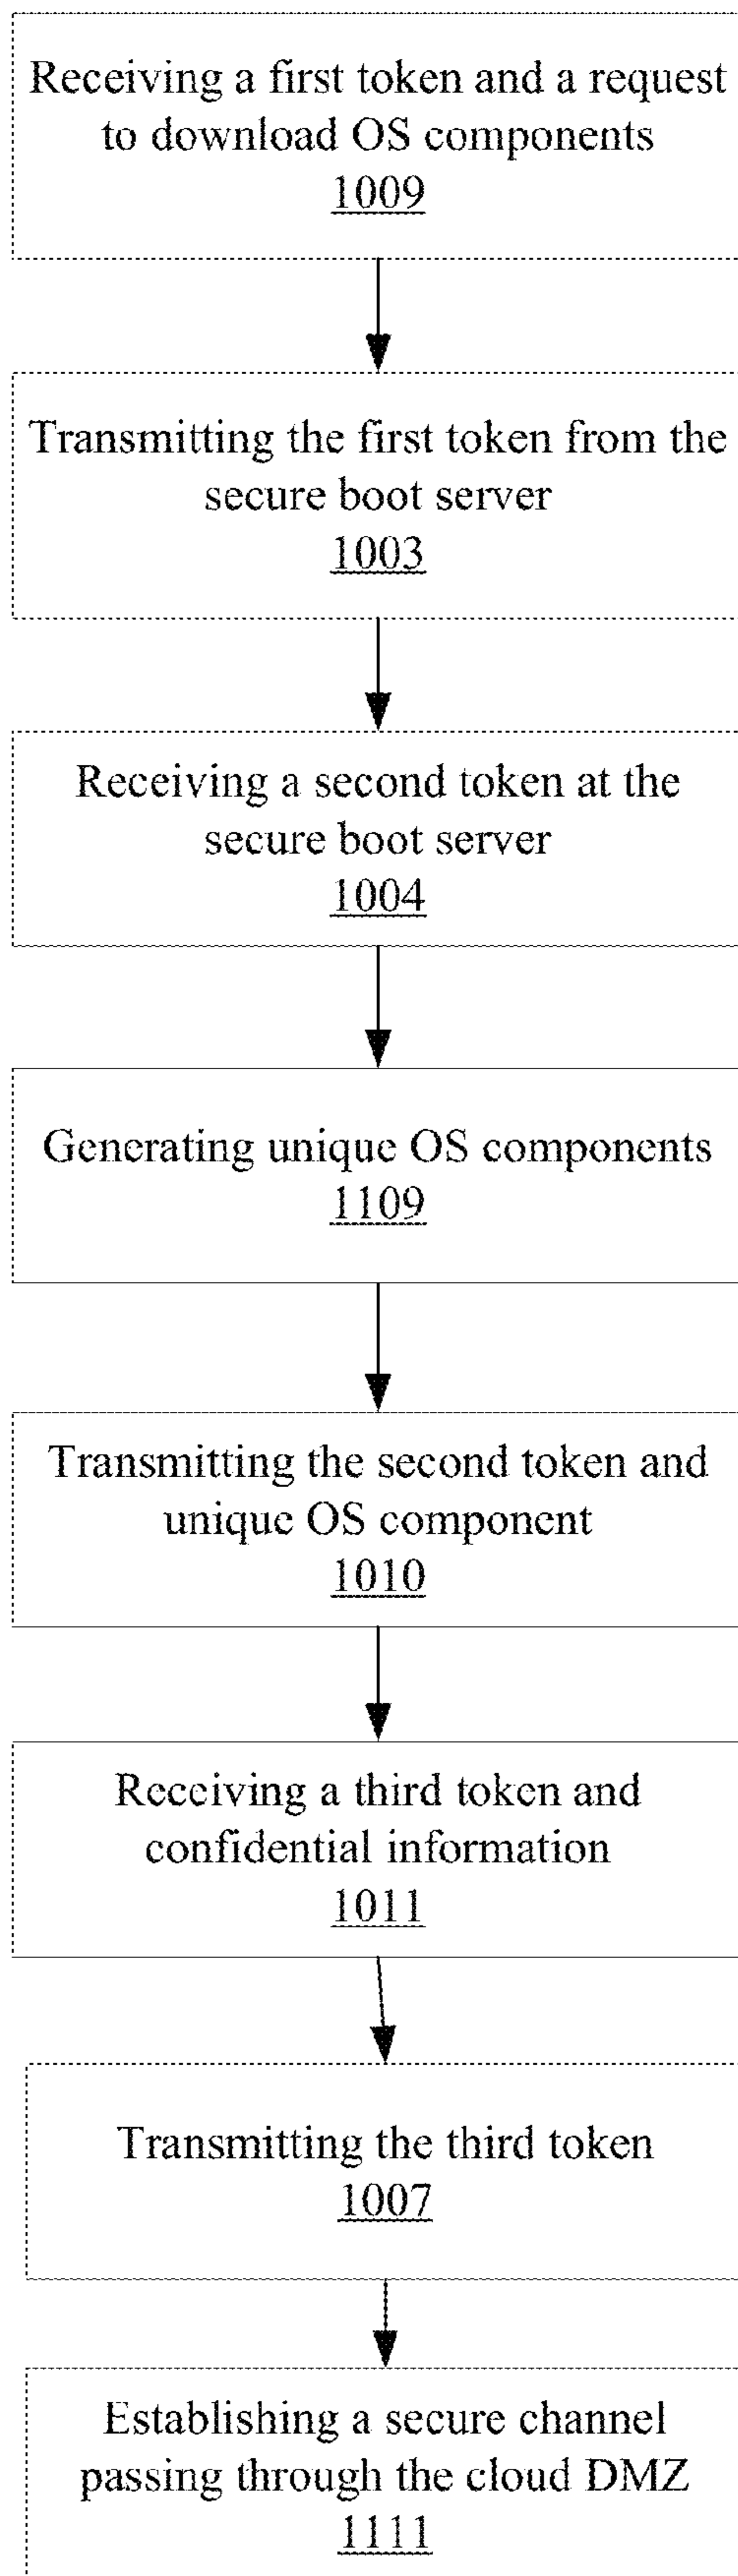 Receiving a first token and a request
to download OS components
1009
Transmitting the first token from the
secure boot server
1003
Receiving a second token at the
secure boot server
1004
Generating unique OS components
1109
Transmitting the second token and
unique OS component
1010
Receiving a third token and
confidential information
1011
Transmitting the third token
1007
Establishing a secure channel
passing through the cloud DMZ
1111